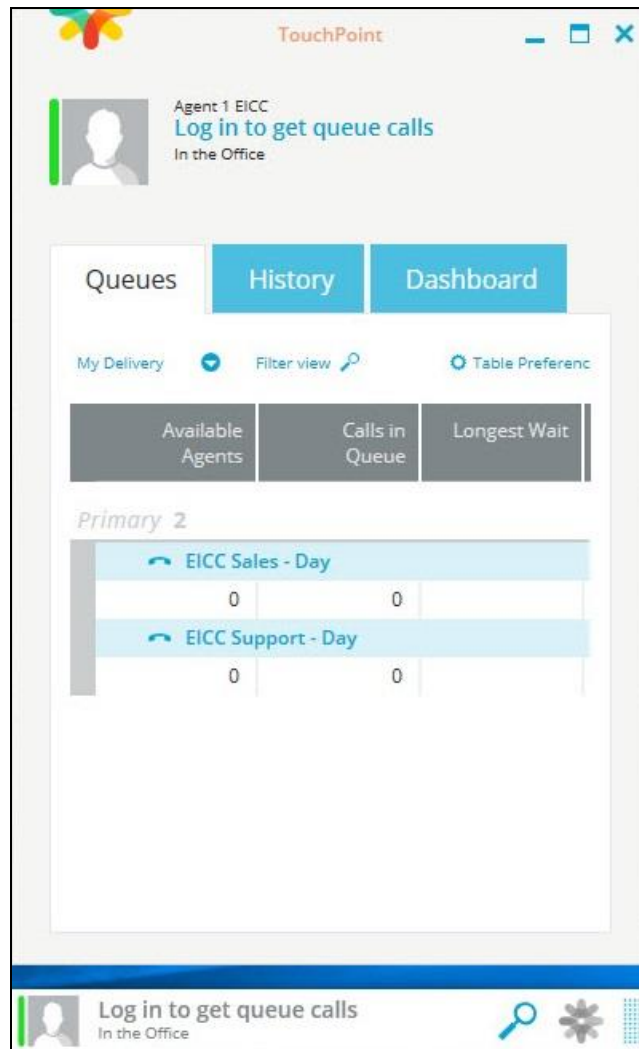 TouchPoint
Agent 1 EICC
Log in to get queue calls
In the Office
Queues History Dashboard
My Delivery Filter view Table Preferenc
Available Agents Calls in Queue Longest Wait
Primary 2
EICC Sales - Day
0 0
EICC Support - Day
0 0
Log in to get queue calls
In the Office